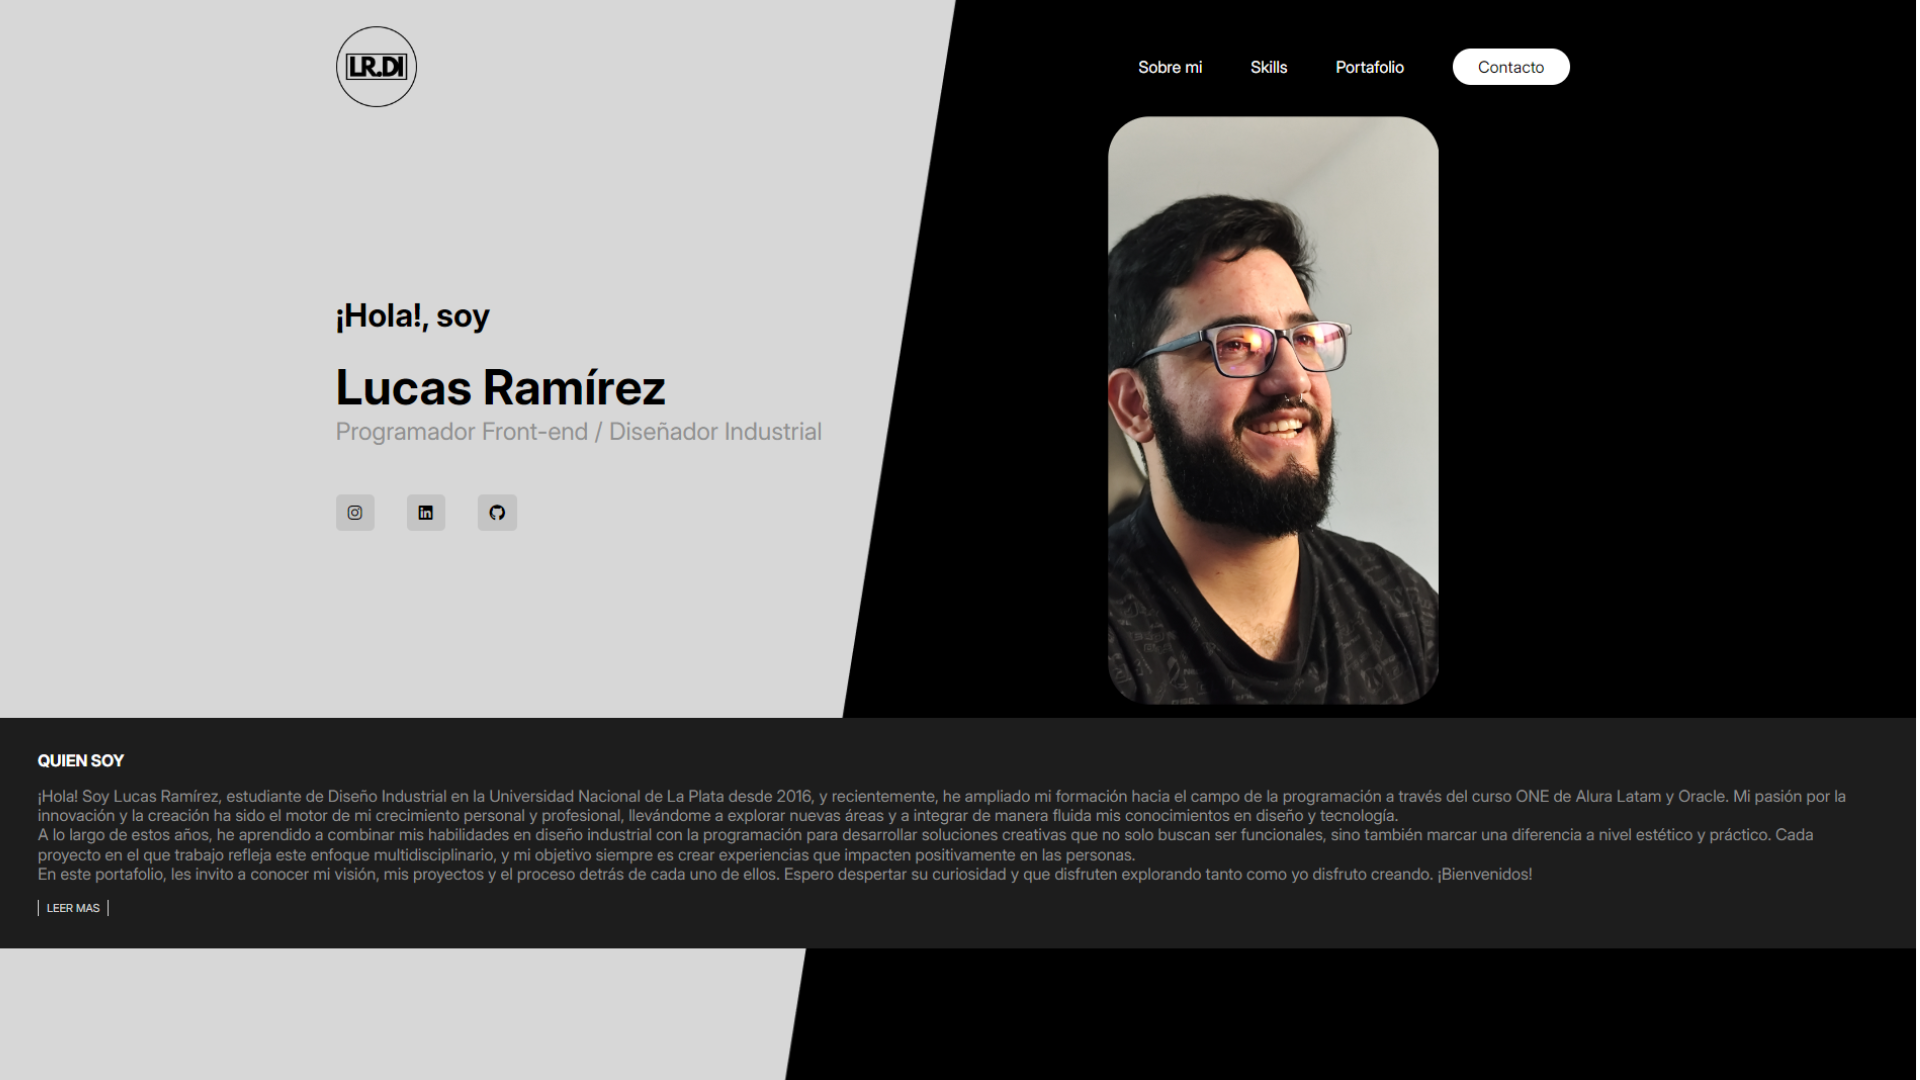 LR.DI
Sobre mi
Skills
Portafolio
Contacto
¡Hola!, soy
Lucas Ramírez
Programador Front-end / Diseñador Industrial
QUIEN SOY
¡Hola! Soy Lucas Ramírez, estudiante de Diseño Industrial en la Universidad Nacional de La Plata desde 2016, y recientemente, he ampliado mi formación hacia el campo de la programación a través del curso ONE de Alura Latam y Oracle. Mi pasión por la
innovación y la creación ha sido el motor de mi crecimiento personal y profesional, llevándome a explorar nuevas áreas y a integrar de manera fluida mis conocimientos en diseño y tecnología.
A lo largo de estos años, he aprendido a combinar mis habilidades en diseño industrial con la programación para desarrollar soluciones creativas que no solo buscan ser funcionales, sino también marcar una diferencia a nivel estético y práctico. Cada
proyecto en el que trabajo refleja este enfoque multidisciplinario, y mi objetivo siempre es crear experiencias que impacten positivamente en las personas.
En este portafolio, les invito a conocer mi visión, mis proyectos y el proceso detrás de cada uno de ellos. Espero despertar su curiosidad y que disfruten explorando tanto como yo disfruto creando. ¡Bienvenidos!
LEER MAS